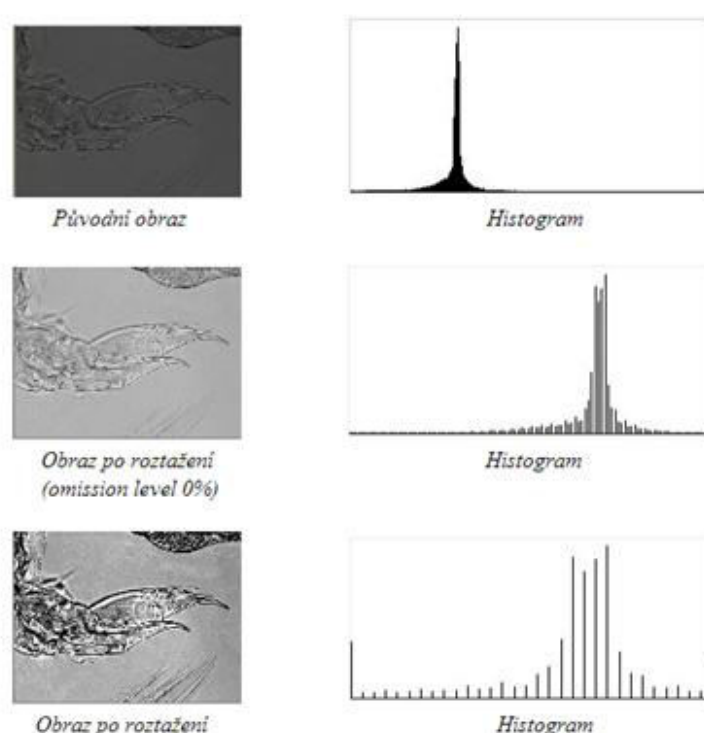 Původní obraz
Histogram
Obraz po roztažení
(omission level 0%)
Histogram
Obraz po roztažení
Histogram